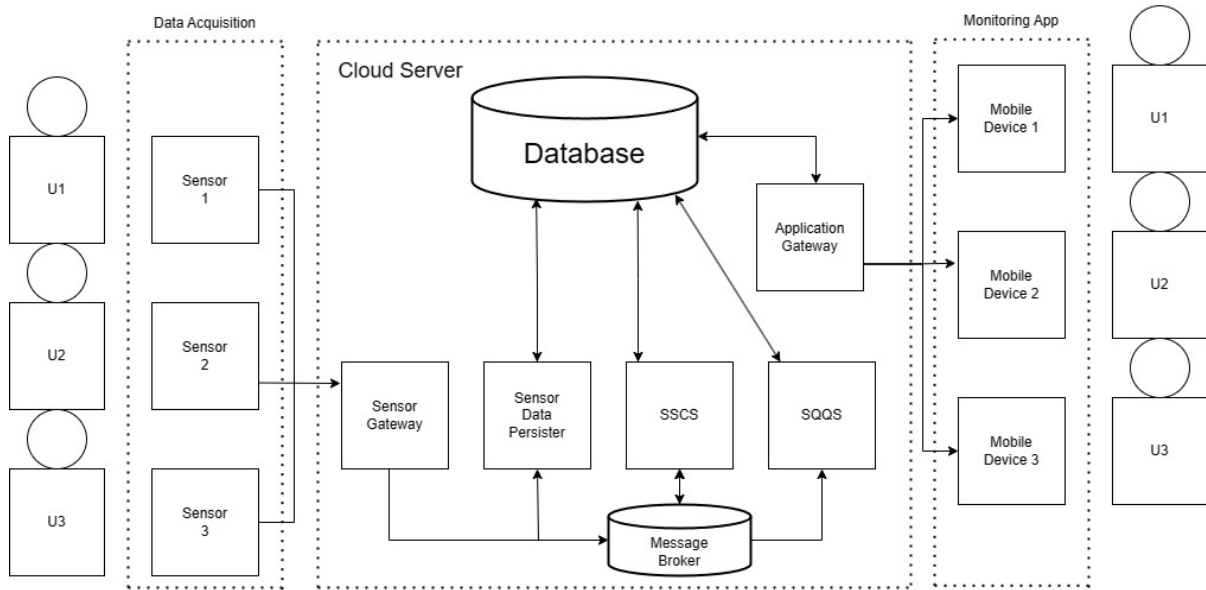 Data Acquisition
Monitoring App
Cloud Server
Database
U1
Sensor
1
Mobile
Device 1
U1
Application
Gateway
U2
Sensor
2
Mobile
Device 2
U2
Sensor
Gateway
Sensor
Data
Persister
SSCS
SQQS
U3
Sensor
3
Mobile
Device 3
U3
Message
Broker